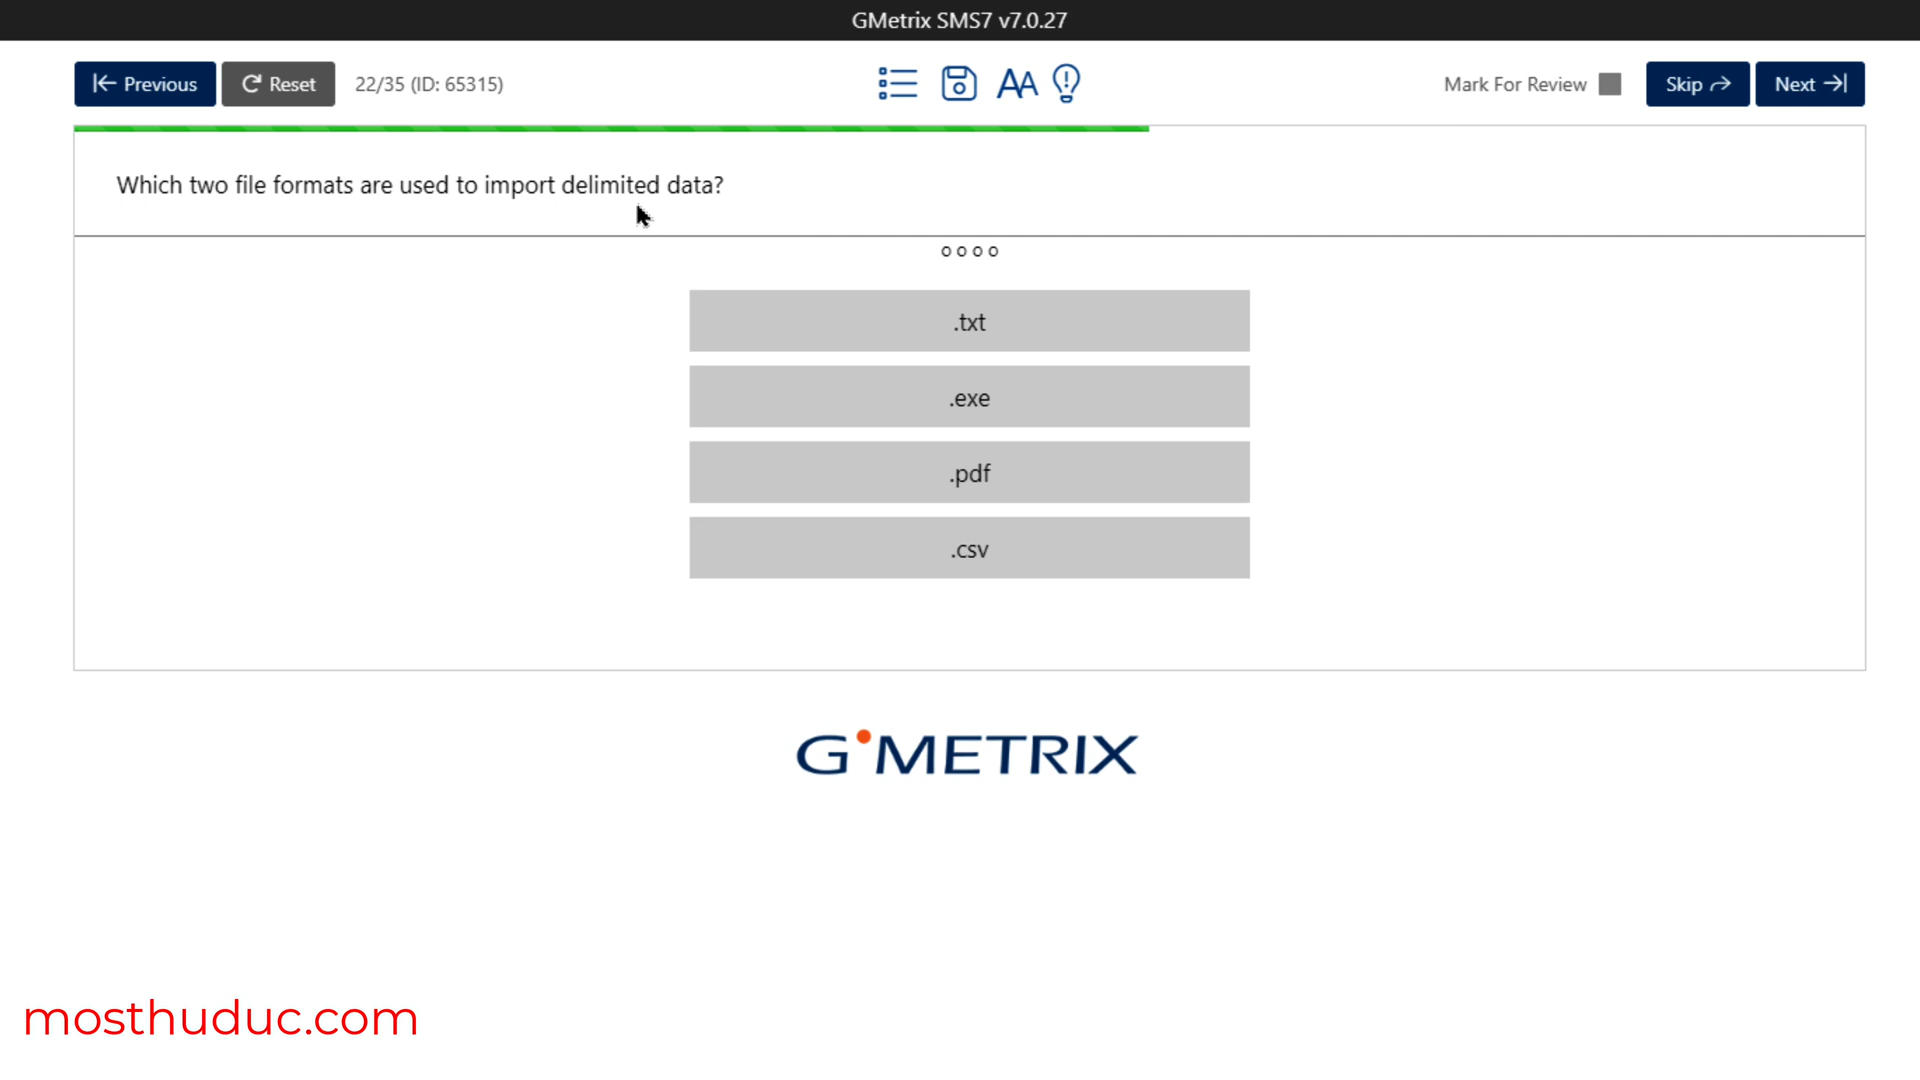 GMetrix SMS7 v7.0.27
Previous
Reset
22/35 (ID: 65315)
AA
Mark For Review
Skip
Next
Which two file formats are used to import delimited data?
.txt
.exe
.pdf
.csv
GMETRIX
mosthuduc.com